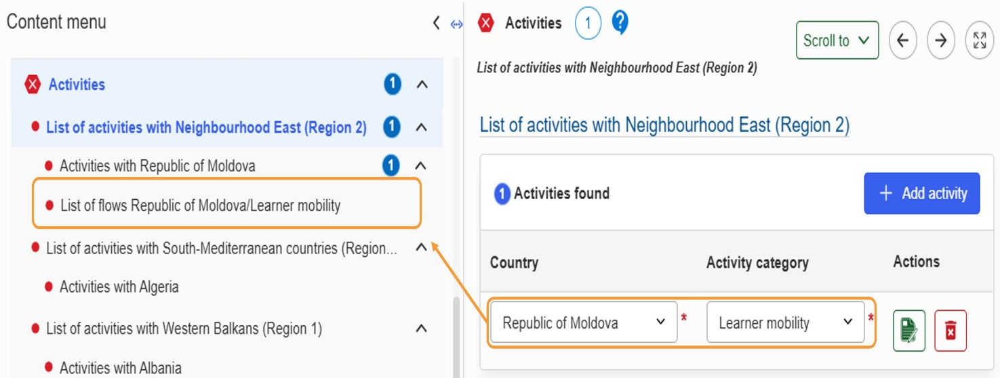 Content menu
Activities 1
List of activities with Neighbourhood East (Region 2) 1
Activities with Republic of Moldova 1
List of flows Republic of Moldova/Learner mobility
List of activities with South-Mediterranean countries (Region...
Activities with Algeria
List of activities with Western Balkans (Region 1)
Activities with Albania
Activities 1 ?
Scroll to
List of activities with Neighbourhood East (Region 2)
List of activities with Neighbourhood East (Region 2)
1 Activities found
+ Add activity
Country Activity category Actions
Republic of Moldova * Learner mobility *